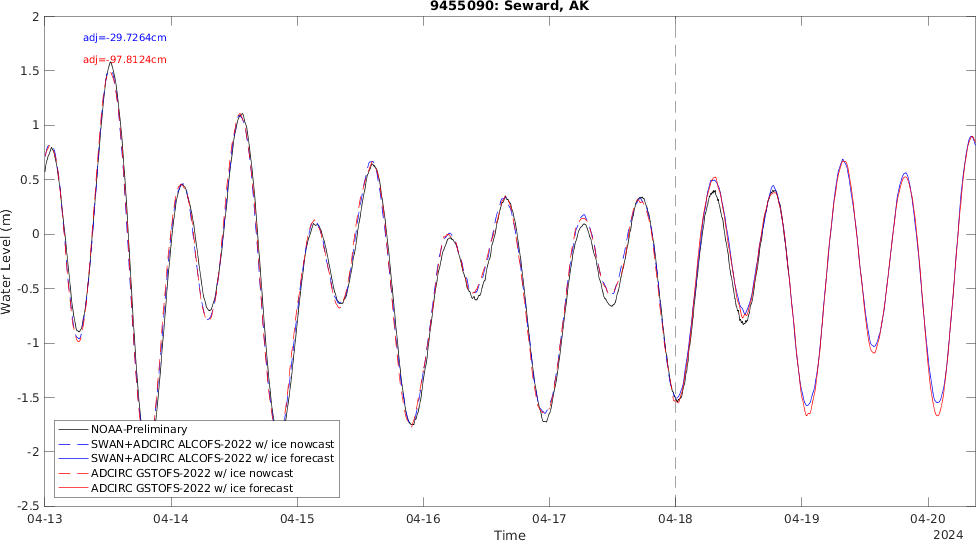 9455090: Seward, AK
adj=-29.7264cm
adj=-97.8124cm
Water Level (m)
2
1.5
1
0.5
0
-0.5
-1
-1.5
-2
-2.5
NOAA-Preliminary
SWAN+ADCIRC ALCOFS-2022 w/ ice nowcast
SWAN+ADCIRC ALCOFS-2022 w/ ice forecast
ADCIRC GSTOFS-2022 w/ ice nowcast
ADCIRC GSTOFS-2022 w/ ice forecast
04-13 04-14 04-15 04-16 04-17 04-18 04-19 04-20
Time
2024